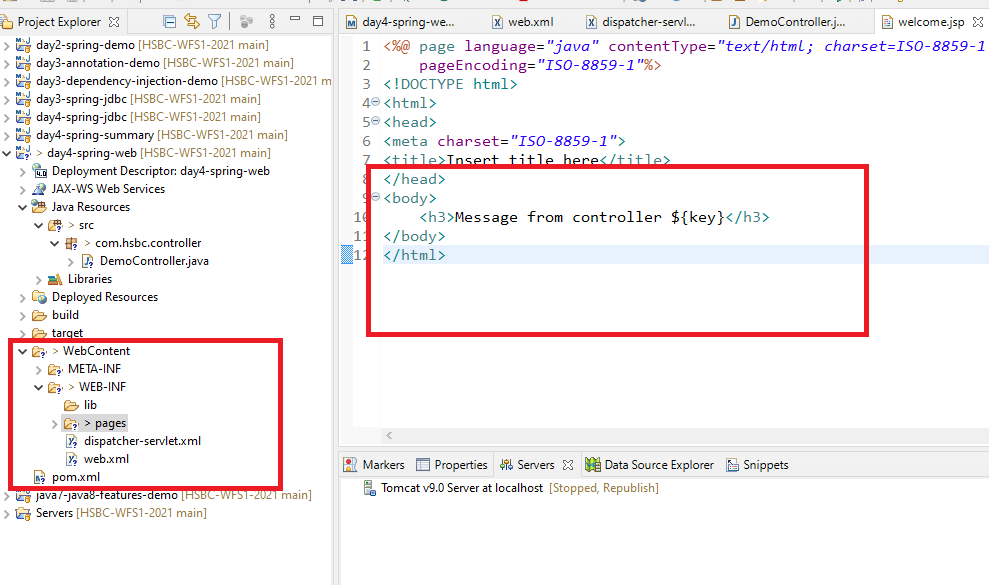 Project Explorer
day2-spring-demo [HSBC-WFS1-2021 main]
day3-annotation-demo [HSBC-WFS1-2021 main]
day3-dependency-injection-demo [HSBC-WFS1-2021 m
day3-spring-jdbc [HSBC-WFS1-2021 main]
day4-spring-jdbc [HSBC-WFS1-2021 main]
day4-spring-summary [HSBC-WFS1-2021 main]
> day4-spring-web [HSBC-WFS1-2021 main]
Deployment Descriptor: day4-spring-web
JAX-WS Web Services
Java Resources
> src
> com.hsbc.controller
DemoController.java
Libraries
Deployed Resources
build
target
> WebContent
META-INF
> WEB-INF
lib
> pages
dispatcher-servlet.xml
web.xml
pom.xml
java7-java8-features-demo [HSBC-WFS1-2021 main]
Servers [HSBC-WFS1-2021 main]
day4-spring-we... web.xml dispatcher-servl... DemoController.j... welcome.jsp
1 <%@ page language="java" contentType="text/html; charset=ISO-8859-1
2 pageEncoding="ISO-8859-1"%>
3 <!DOCTYPE html>
4 <html>
5 <head>
6 <meta charset="ISO-8859-1">
7 <title>Insert title here</title>
8 </head>
9 <body>
10 <h3>Message from controller ${key}</h3>
11 </body>
12 </html>
Markers Properties Servers Data Source Explorer Snippets
Tomcat v9.0 Server at localhost [Stopped, Republish]